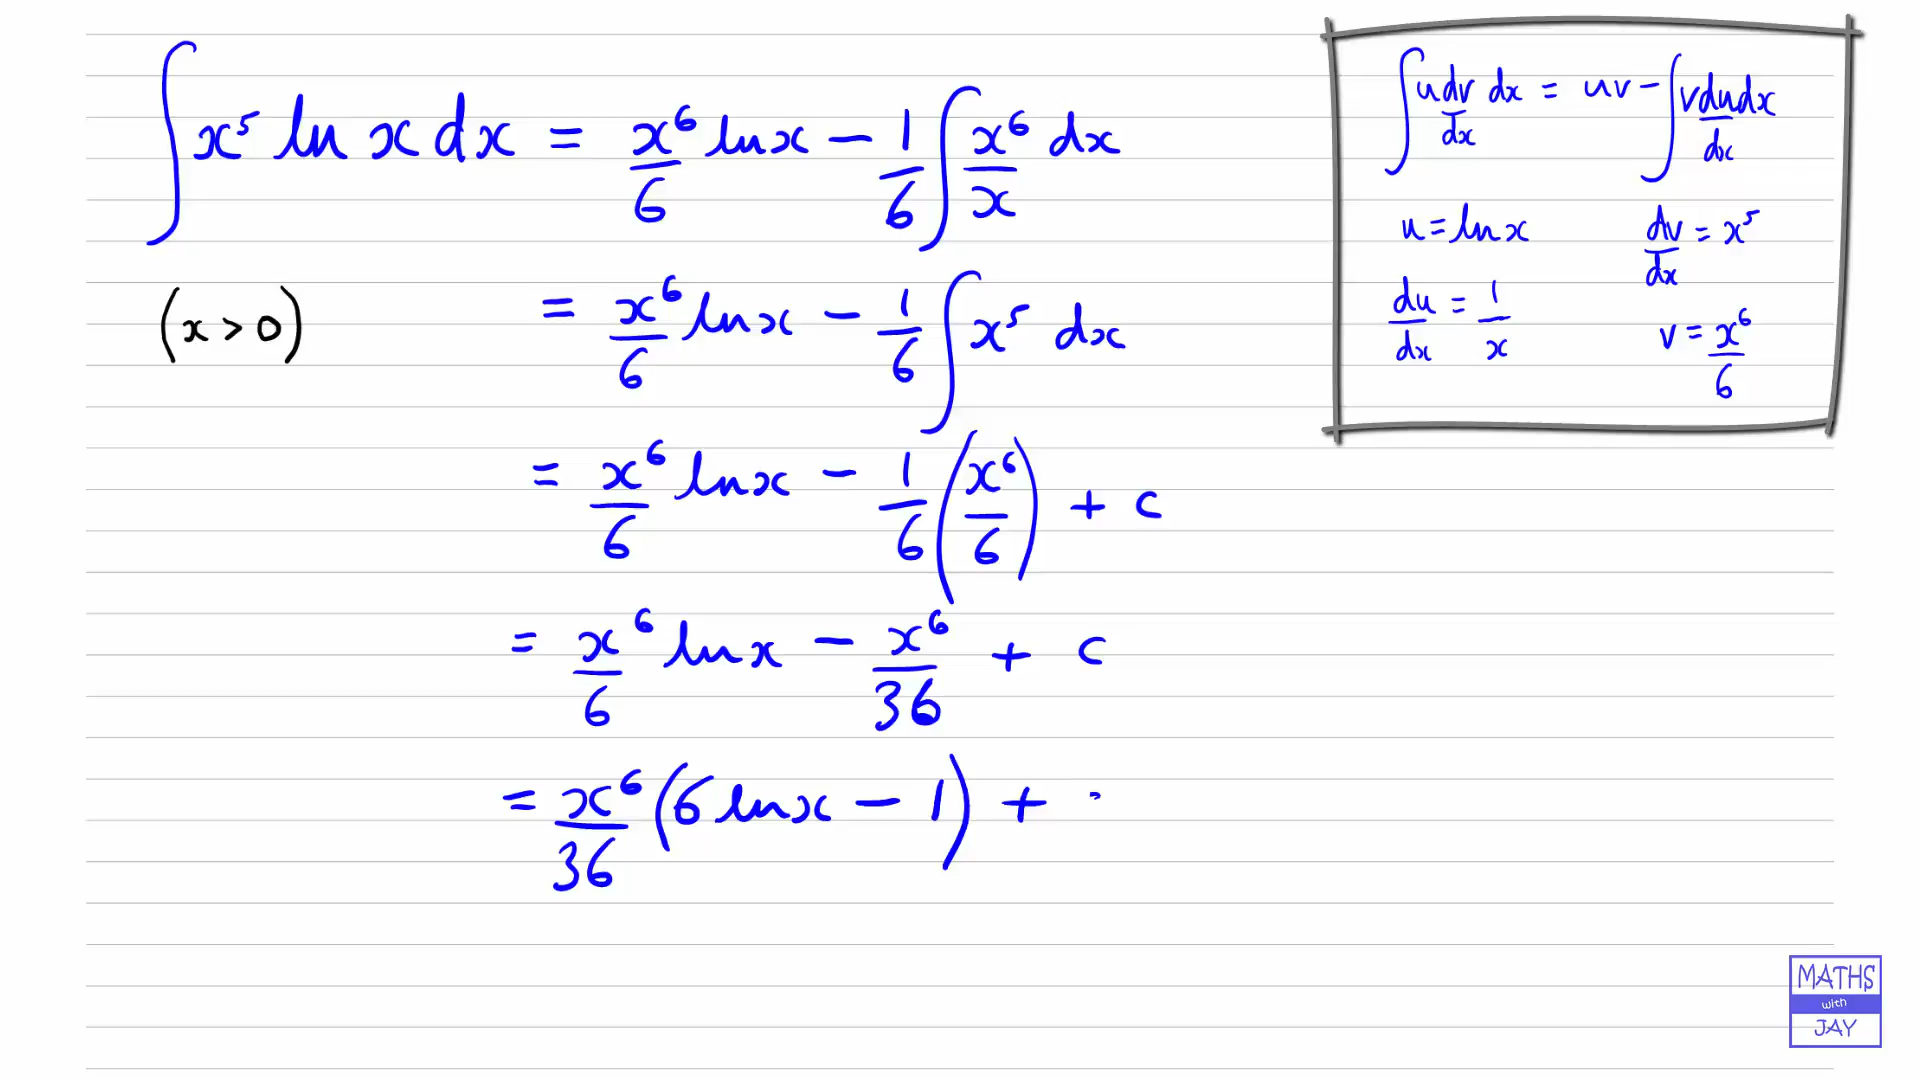 ∫ x⁵ ln x dx = x⁶/6 ln x − 1/6 ∫ x⁶/x dx
(x > 0)
= x⁶/6 ln x − 1/6 ∫ x⁵ dx
= x⁶/6 ln x − 1/6 (x⁶/6) + c
= x⁶/6 ln x − x⁶/36 + c
= x⁶/36 (6 ln x − 1) +
∫ u dv/dx dx = uv − ∫ v du/dx dx
u = ln x
dv/dx = x⁵
du/dx = 1/x
v = x⁶/6
MATHS
with
JAY